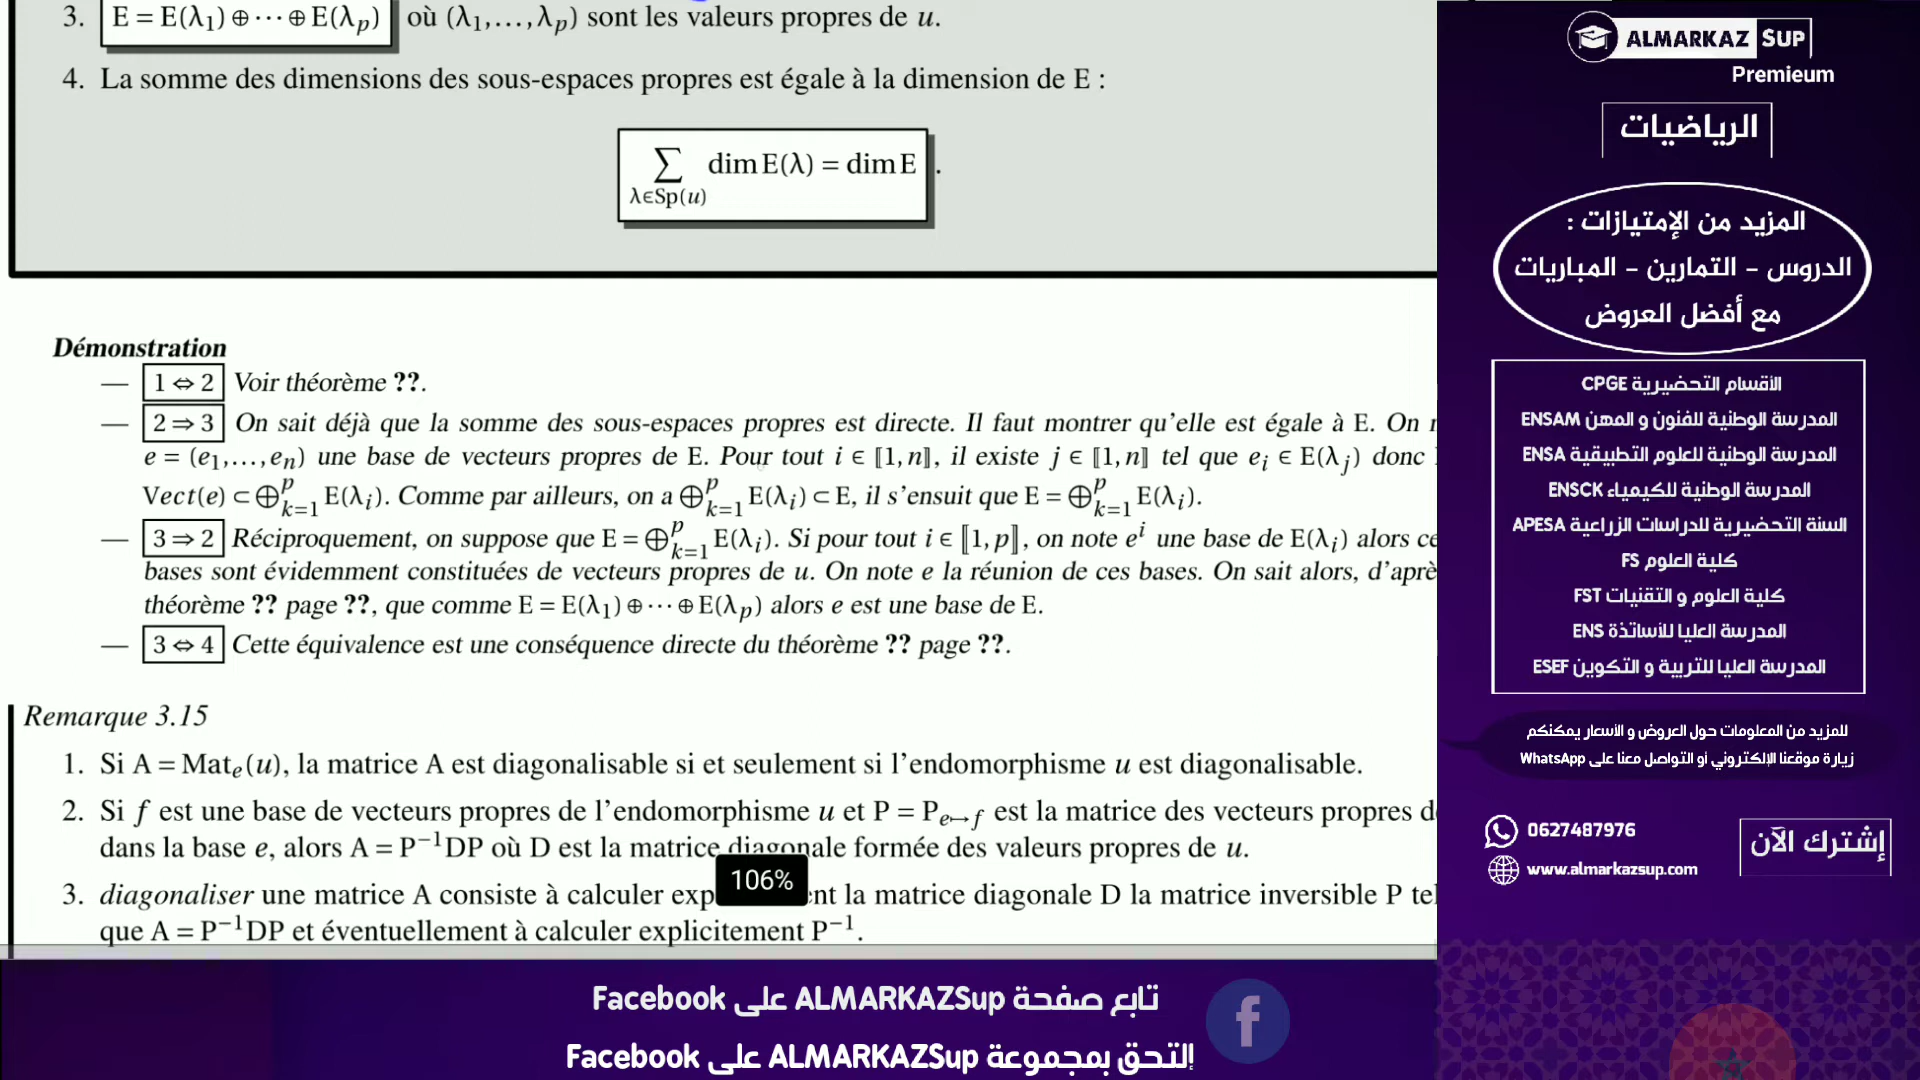 3. E = E(λ₁) ⊕ ⋯ ⊕ E(λₚ) où (λ₁,…,λₚ) sont les valeurs propres de u.
4. La somme des dimensions des sous-espaces propres est égale à la dimension de E :
∑ dim E(λ) = dim E .
λ∈Sp(u)
Démonstration
— 1 ⇔ 2 Voir théorème ??.
— 2 ⇒ 3 On sait déjà que la somme des sous-espaces propres est directe. Il faut montrer qu'elle est égale à E. On
e = (e₁,…,eₙ) une base de vecteurs propres de E. Pour tout i ∈ ⟦1,n⟧, il existe j ∈ ⟦1,n⟧ tel que eᵢ ∈ E(λⱼ) donc
Vect(e) ⊂ ⊕ₖ₌₁ᵖ E(λᵢ). Comme par ailleurs, on a ⊕ₖ₌₁ᵖ E(λᵢ) ⊂ E, il s'ensuit que E = ⊕ₖ₌₁ᵖ E(λᵢ).
— 3 ⇒ 2 Réciproquement, on suppose que E = ⊕ₖ₌₁ᵖ E(λᵢ). Si pour tout i ∈ ⟦1,p⟧, on note eⁱ une base de E(λᵢ) alors ce
bases sont évidemment constituées de vecteurs propres de u. On note e la réunion de ces bases. On sait alors, d'aprè
théorème ?? page ??, que comme E = E(λ₁) ⊕ ⋯ ⊕ E(λₚ) alors e est une base de E.
— 3 ⇔ 4 Cette équivalence est une conséquence directe du théorème ?? page ??.
Remarque 3.15
1. Si A = Matₑ(u), la matrice A est diagonalisable si et seulement si l'endomorphisme u est diagonalisable.
2. Si f est une base de vecteurs propres de l'endomorphisme u et P = P_{e↦f} est la matrice des vecteurs propres d
dans la base e, alors A = P⁻¹DP où D est la matrice diagonale formée des valeurs propres de u.
3. diagonaliser une matrice A consiste à calculer exp nt la matrice diagonale D la matrice inversible P tel
106%
que A = P⁻¹DP et éventuellement à calculer explicitement P⁻¹.
ALMARKAZ SUP
Premieum
الرياضيات
المزيد من الإمتيازات :
الدروس - التمارين - المباريات
مع أفضل العروض
الأقسام التحضيرية CPGE
المدرسة الوطنية للفنون و المهن ENSAM
المدرسة الوطنية للعلوم التطبيقية ENSA
المدرسة الوطنية للكيمياء ENSCK
السنة التحضيرية للدراسات الزراعية APESA
كلية العلوم FS
كلية العلوم و التقنيات FST
المدرسة العليا للأساتذة ENS
المدرسة العليا للتربية و التكوين ESEF
للمزيد من المعلومات حول العروض و الأسعار يمكنكم
زيارة موقعنا الإلكتروني أو التواصل معنا على WhatsApp
0627487976
www.almarkazsup.com
إشترك الآن
تابع صفحة ALMARKAZSup على Facebook
إلتحق بمجموعة ALMARKAZSup على Facebook